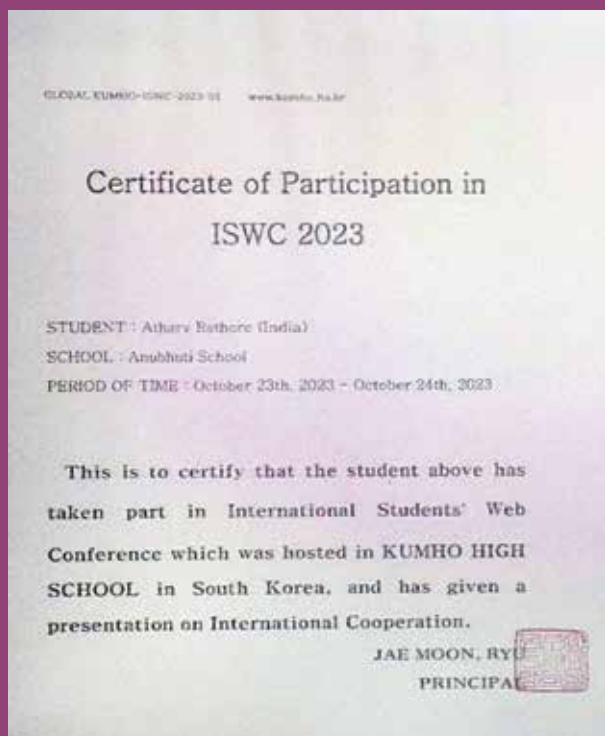 GLOBAL KUMHO-ISWC-2023-01 www.kumho.hs.kr
Certificate of Participation in
ISWC 2023
STUDENT : Atharv Rathore (India)
SCHOOL : Anubhuti School
PERIOD OF TIME : October 23th, 2023 - October 24th, 2023
This is to certify that the student above has
taken part in International Students' Web
Conference which was hosted in KUMHO HIGH
SCHOOL in South Korea, and has given a
presentation on International Cooperation.
JAE MOON, RYU
PRINCIPAL